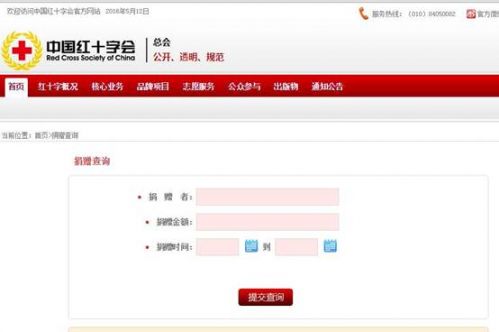 欢迎访问中国红十字会官方网站 2016年5月12日
服务热线:(010)84050082
官方微
中国红十字会
Red Cross Society of China
总会
公开、透明、规范
首页 红十字概况 核心业务 品牌项目 志愿服务 公众参与 出版物 通知公告
当前位置:首页>捐赠查询
捐赠查询
捐 赠 者:
捐赠金额:
捐赠时间: 到
提交查询